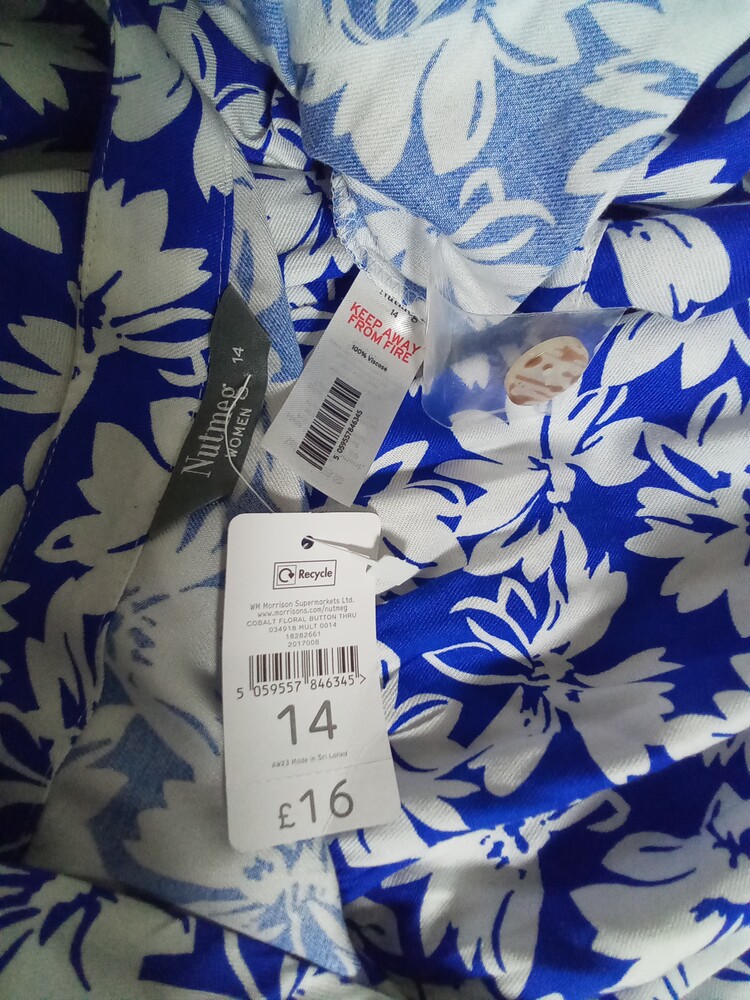 Nutmeg
WOMEN
14
Nutmeg
14
KEEP AWAY
FROM FIRE
100% Viscose
5 059557846345
Recycle
WM Morrison Supermarkets Ltd.
www.morrisons.com/nutmeg
COBALT FLORAL BUTTON THRU
034918 MULT 0014
18282661
2017008
5 059557 846345 >
14
AW23 Made in Sri Lanka
£16